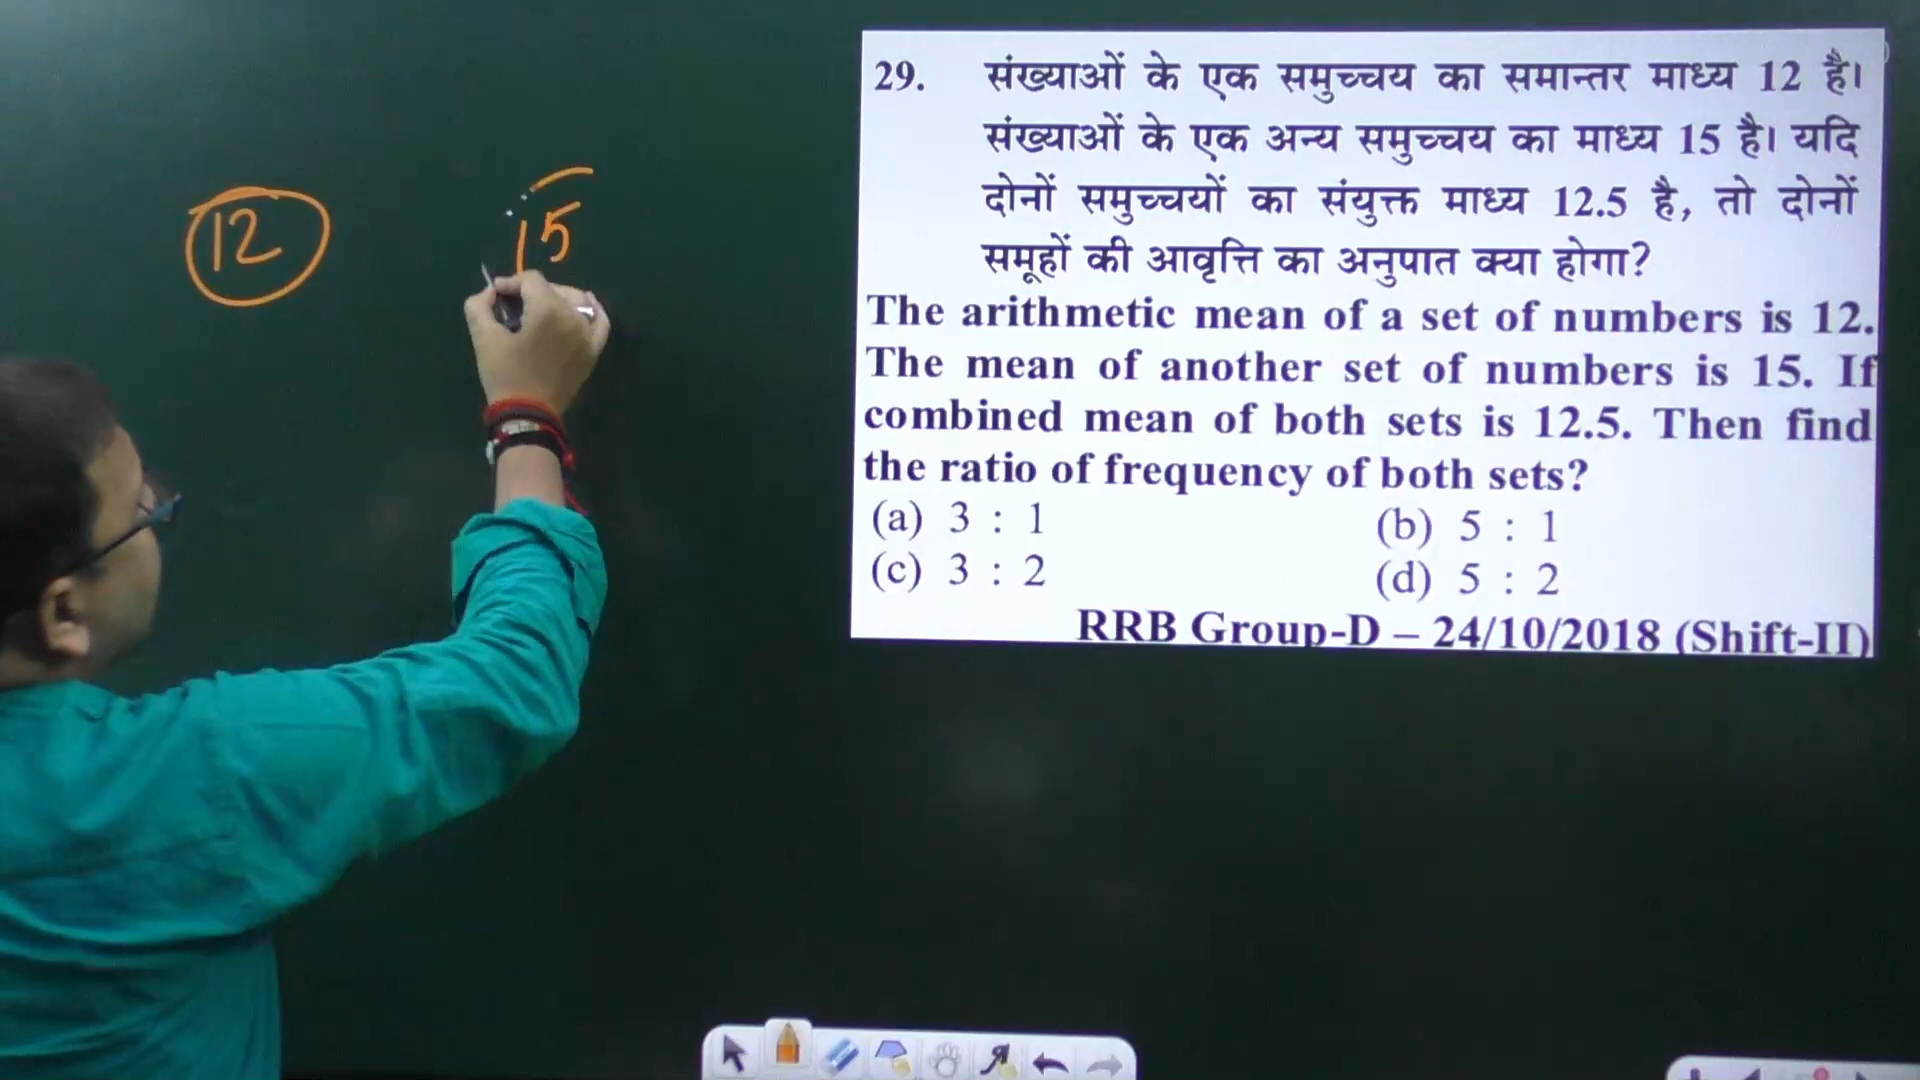 12
15
29. संख्याओं के एक समुच्चय का समान्तर माध्य 12 है।
संख्याओं के एक अन्य समुच्चय का माध्य 15 है। यदि
दोनों समुच्चयों का संयुक्त माध्य 12.5 है, तो दोनों
समूहों की आवृत्ति का अनुपात क्या होगा?
The arithmetic mean of a set of numbers is 12.
The mean of another set of numbers is 15. If
combined mean of both sets is 12.5. Then find
the ratio of frequency of both sets?
(a) 3 : 1 (b) 5 : 1
(c) 3 : 2 (d) 5 : 2
RRB Group-D – 24/10/2018 (Shift-II)